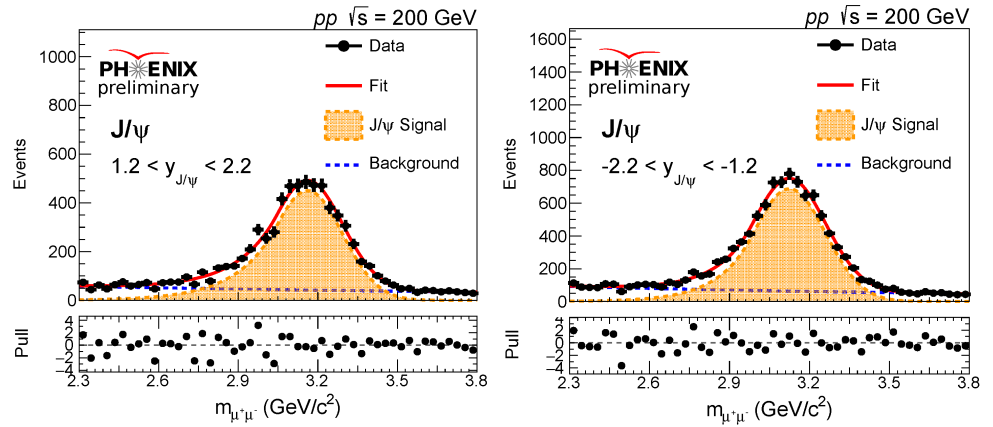 pp √s = 200 GeV
1000
800
600
400
200
0
Events
PHENIX
preliminary
J/ψ
1.2 < y_J/ψ < 2.2
Data
Fit
J/ψ Signal
Background
4
2
0
−2
−4
Pull
2.3 2.6 2.9 3.2 3.5 3.8
m_μ⁺μ⁻ (GeV/c²)
pp √s = 200 GeV
1600
1400
1200
1000
800
600
400
200
0
Events
PHENIX
preliminary
J/ψ
-2.2 < y_J/ψ < -1.2
Data
Fit
J/ψ Signal
Background
4
2
0
−2
−4
Pull
2.3 2.6 2.9 3.2 3.5 3.8
m_μ⁺μ⁻ (GeV/c²)